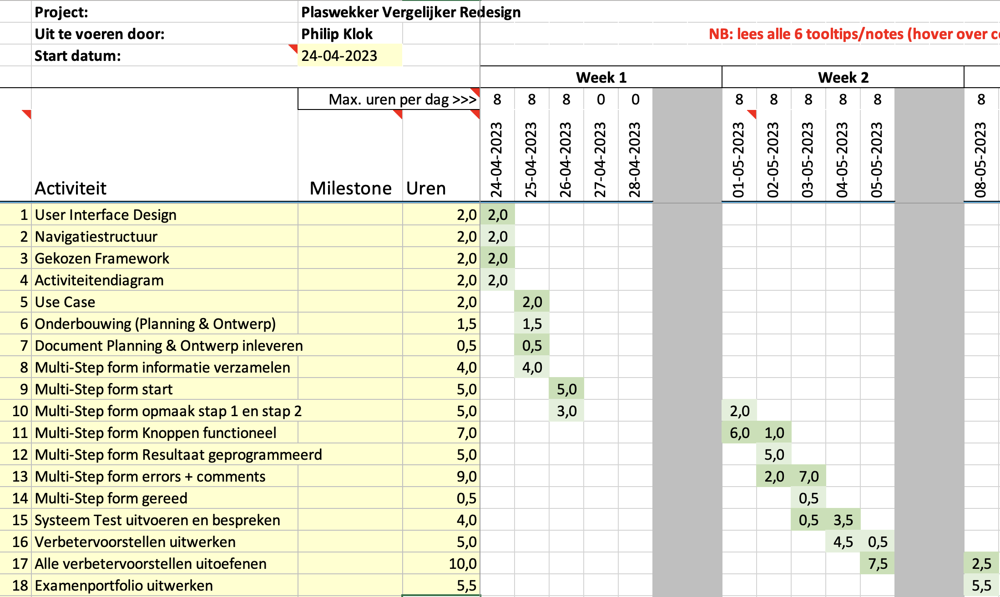 Project: Plaswekker Vergelijker Redesign
Uit te voeren door: Philip Klok NB: lees alle 6 tooltips/notes (hover over
Start datum: 24-04-2023
Week 1 Week 2
Max. uren per dag >>> 8 8 8 0 0 8 8 8 8 8 8
Activiteit Milestone Uren 24-04-2023 25-04-2023 26-04-2023 27-04-2023 28-04-2023 01-05-2023 02-05-2023 03-05-2023 04-05-2023 05-05-2023 08-05-2023
1 User Interface Design 2,0 2,0
2 Navigatiestructuur 2,0 2,0
3 Gekozen Framework 2,0 2,0
4 Activiteitendiagram 2,0 2,0
5 Use Case 2,0 2,0
6 Onderbouwing (Planning & Ontwerp) 1,5 1,5
7 Document Planning & Ontwerp inleveren 0,5 0,5
8 Multi-Step form informatie verzamelen 4,0 4,0
9 Multi-Step form start 5,0 5,0
10 Multi-Step form opmaak stap 1 en stap 2 5,0 3,0 2,0
11 Multi-Step form Knoppen functioneel 7,0 6,0 1,0
12 Multi-Step form Resultaat geprogrammeerd 5,0 5,0
13 Multi-Step form errors + comments 9,0 2,0 7,0
14 Multi-Step form gereed 0,5 0,5
15 Systeem Test uitvoeren en bespreken 4,0 0,5 3,5
16 Verbetervoorstellen uitwerken 5,0 4,5 0,5
17 Alle verbetervoorstellen uitoefenen 10,0 7,5 2,5
18 Examenportfolio uitwerken 5,5 5,5